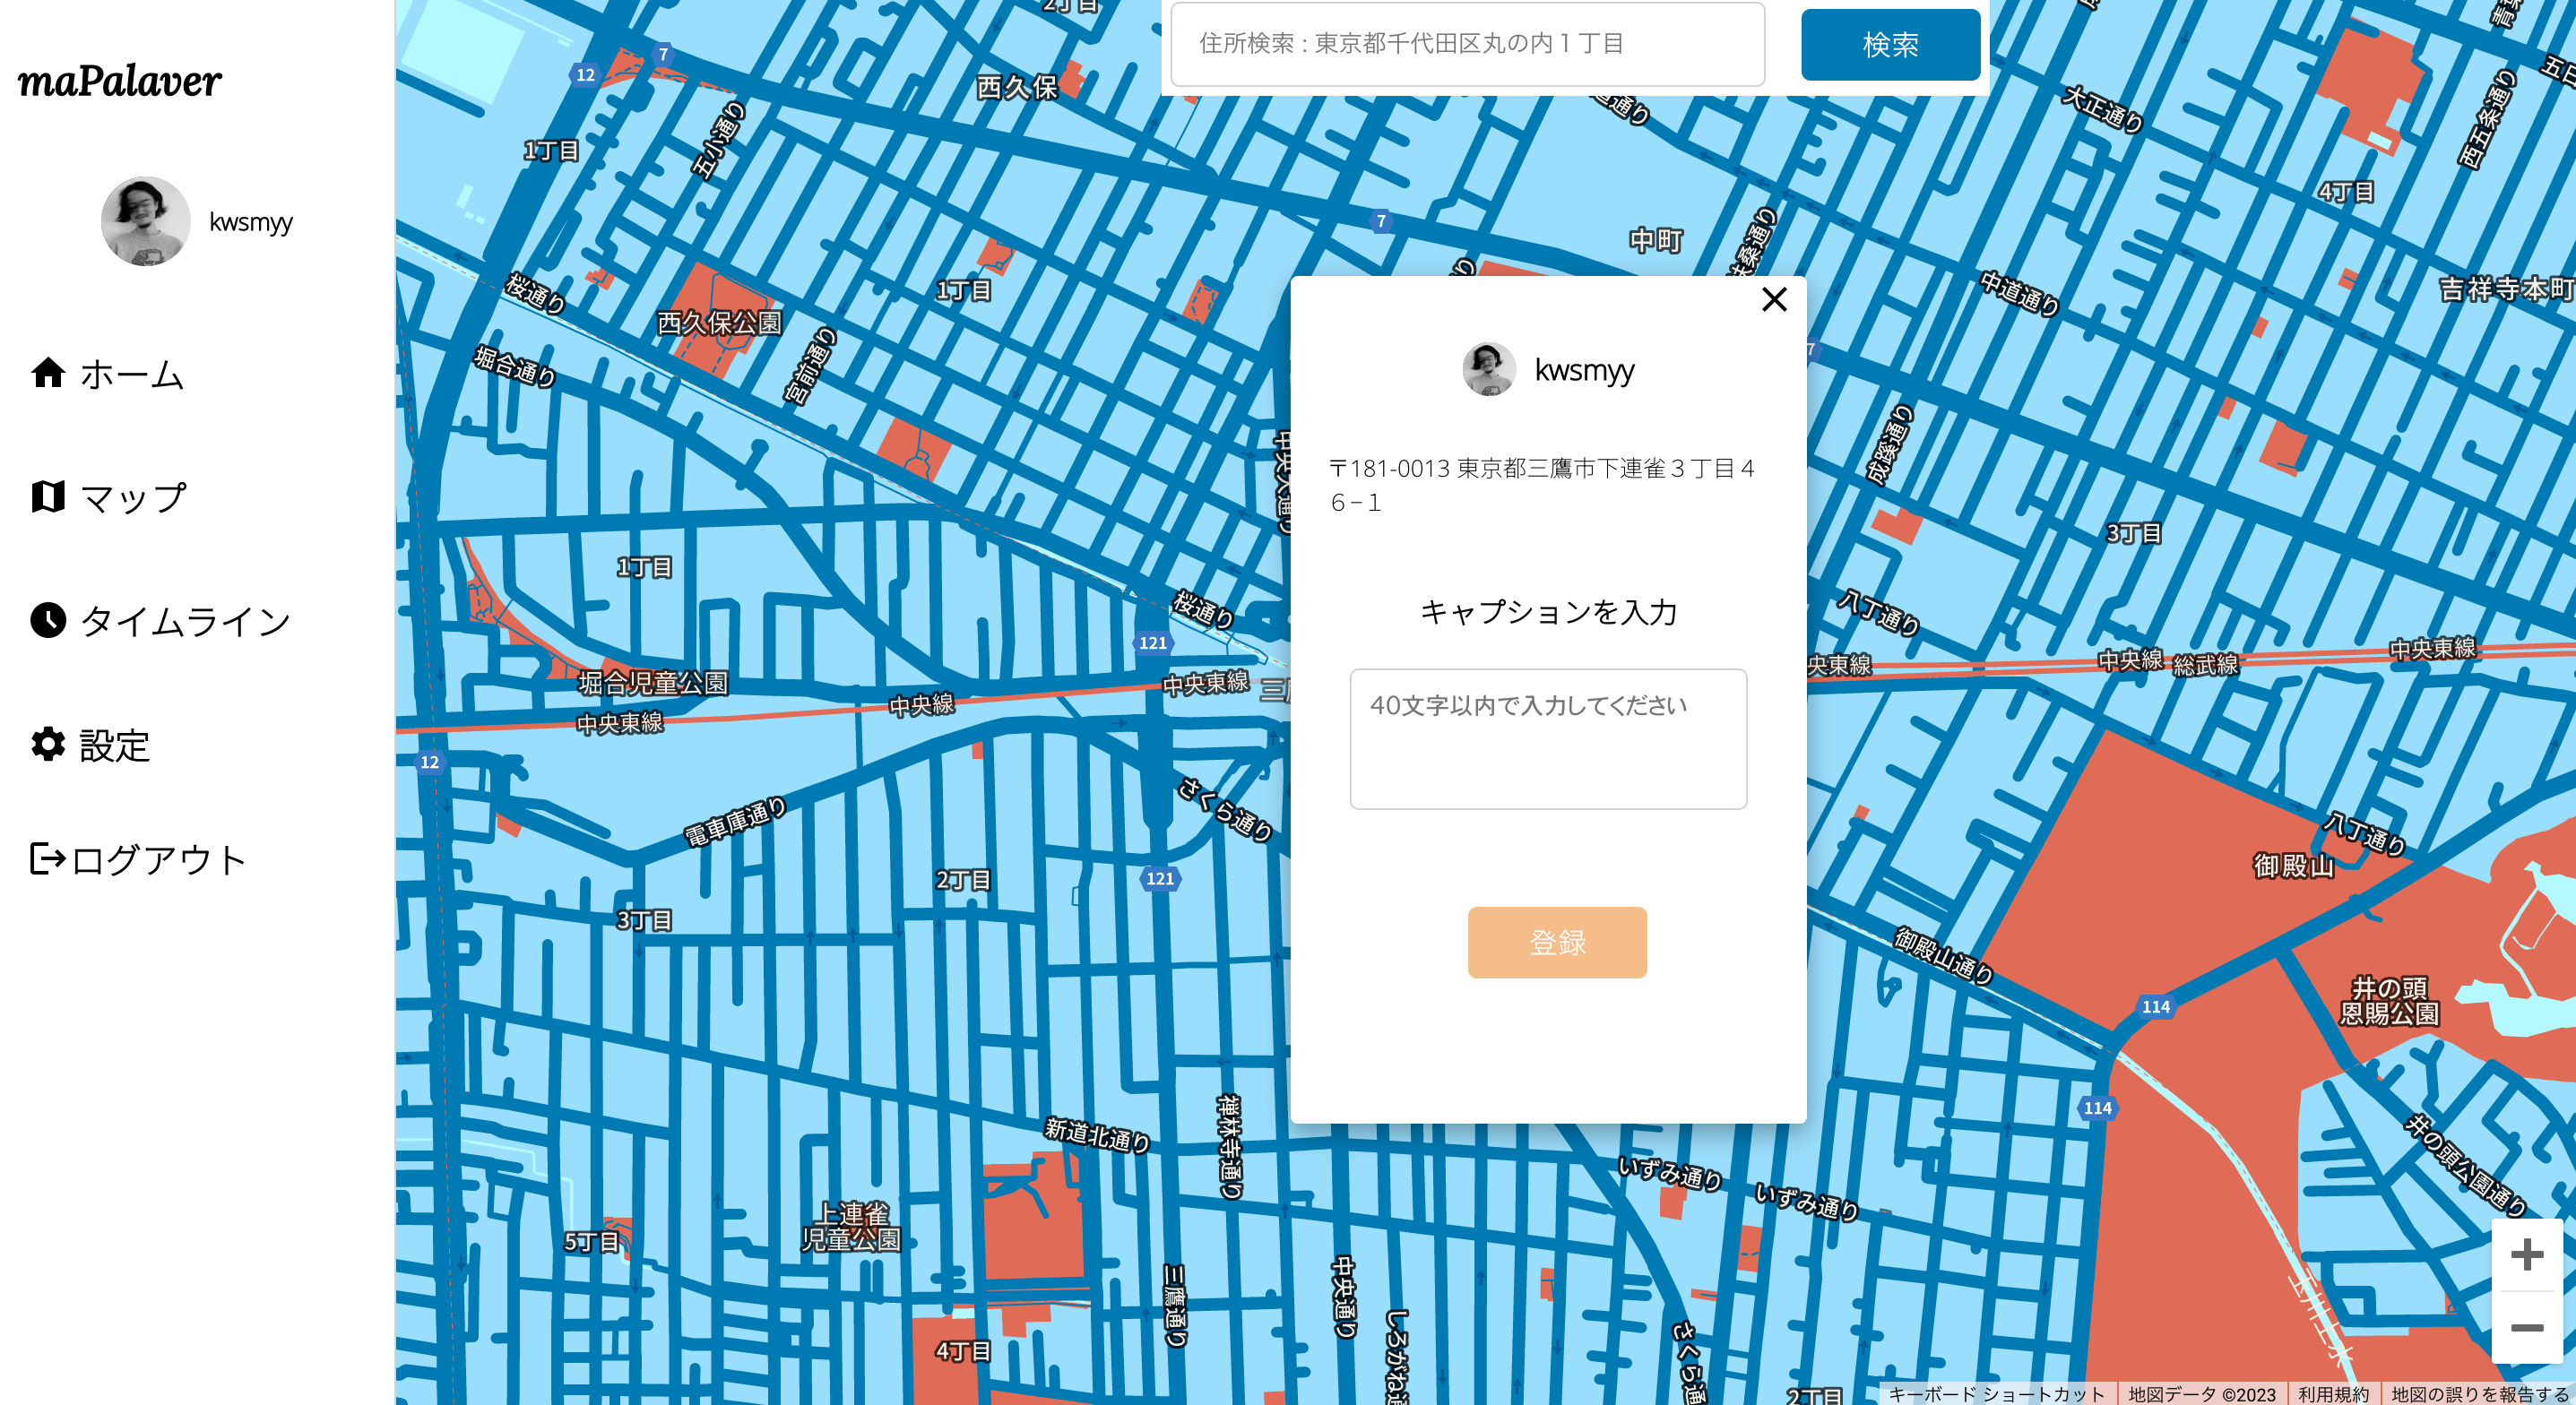 maPalaver
kwsmyy
ホーム
マップ
タイムライン
設定
ログアウト
住所検索 : 東京都千代田区丸の内１丁目
検索
kwsmyy
〒181-0013 東京都三鷹市下連雀３丁目４
６−１
キャプションを入力
40文字以内で入力してください
登録
2丁目
7
12
西久保
五小通り
1丁目
大正通り
西五条通り
4丁目
7
中町
桜通り
1丁目
西久保公園
中道通り
吉祥寺本町
堀合通り
宮前通り
7
成蹊通り
3丁目
1丁目
桜通り
八丁通り
121
堀合児童公園
中央東線
中央線
中央東線
央東線
中央線
総武線
中央東線
12
電車庫通り
さくら通り
八丁通り
御殿山
2丁目
121
3丁目
御殿山通り
114
井の頭
恩賜公園
114
新道北通り
禅林寺通り
井の頭公園通り
いずみ通り
いずみ通り
上連雀
児童公園
5丁目
三鷹通り
中央通り
玉川上水
4丁目
2丁目
キーボード ショートカット
地図データ ©2023
利用規約
地図の誤りを報告する